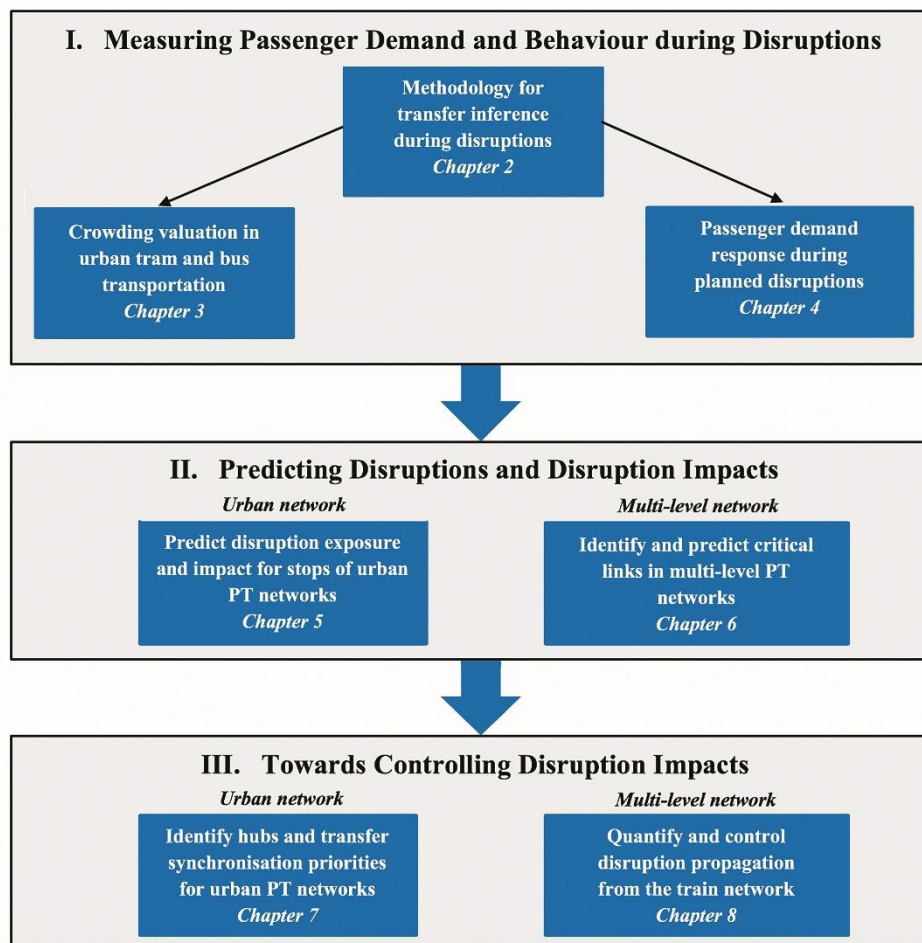 I. Measuring Passenger Demand and Behaviour during Disruptions
Methodology for
transfer inference
during disruptions
Chapter 2
Crowding valuation in
urban tram and bus
transportation
Chapter 3
Passenger demand
response during
planned disruptions
Chapter 4
II. Predicting Disruptions and Disruption Impacts
Urban network
Predict disruption exposure
and impact for stops of urban
PT networks
Chapter 5
Multi-level network
Identify and predict critical
links in multi-level PT
networks
Chapter 6
III. Towards Controlling Disruption Impacts
Urban network
Identify hubs and transfer
synchronisation priorities
for urban PT networks
Chapter 7
Multi-level network
Quantify and control
disruption propagation
from the train network
Chapter 8